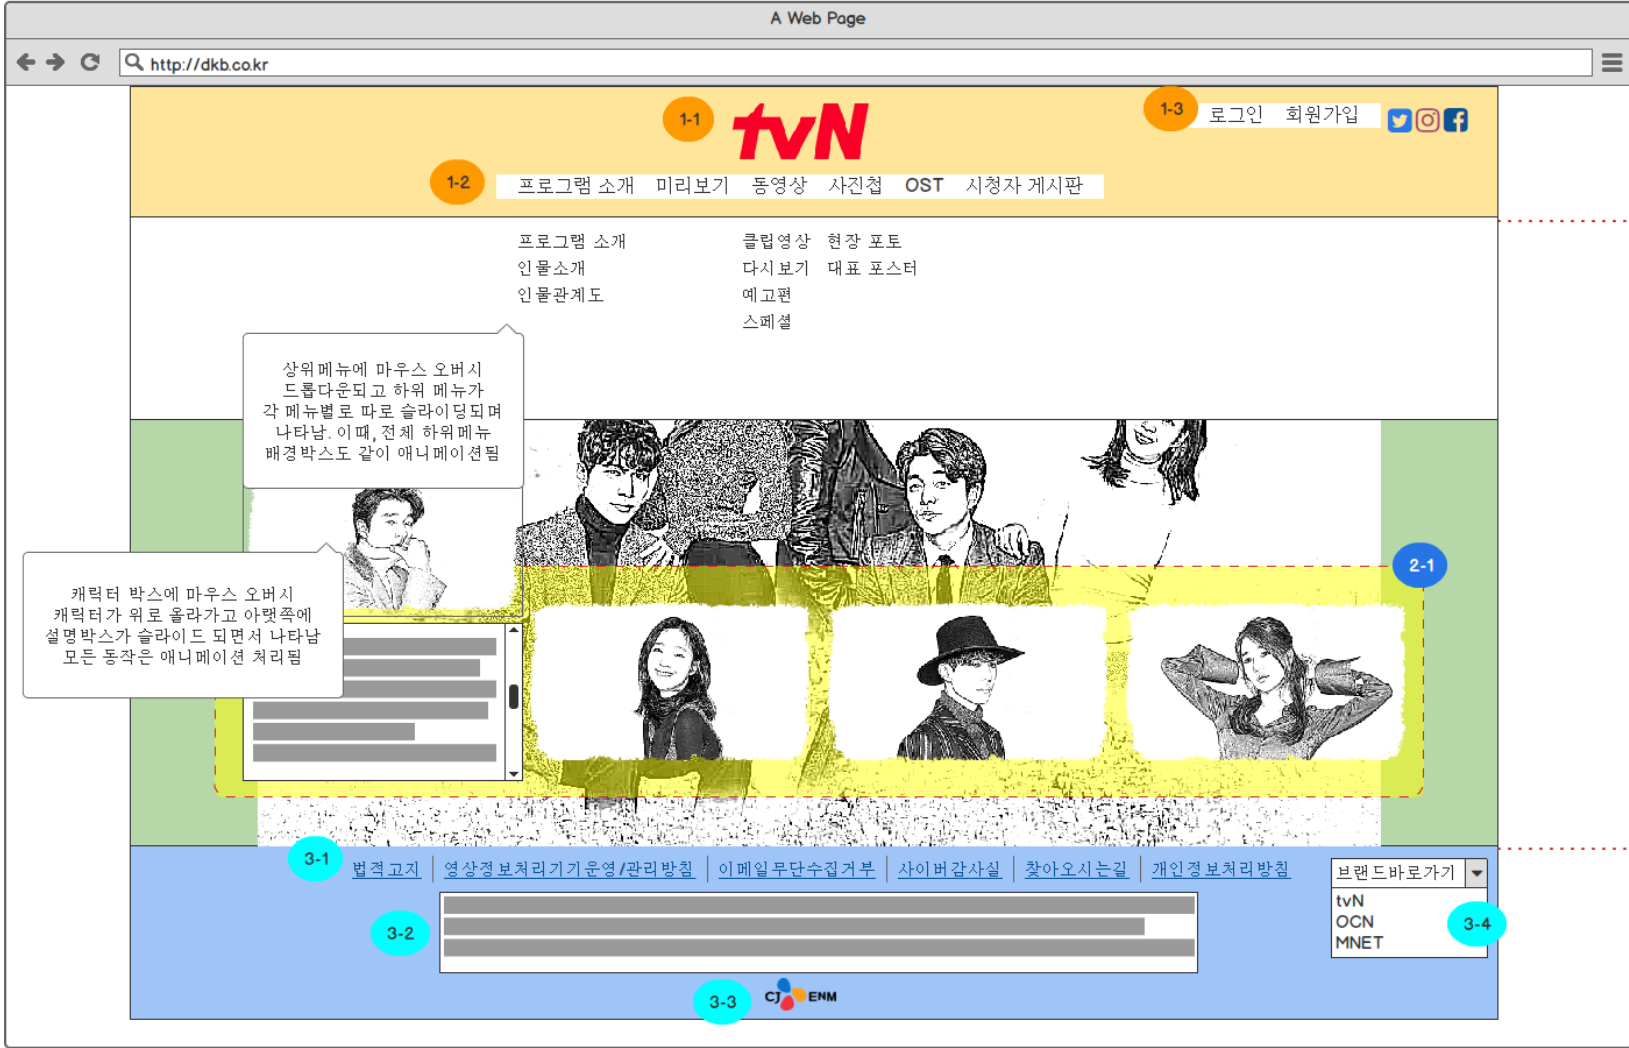 A Web Page
http://dkb.co.kr
1-1
tvN
1-3
로그인 회원가입
1-2
프로그램 소개 미리보기 동영상 사진첩 OST 시청자 게시판
프로그램 소개
인물소개
인물관계도
클립영상
다시보기
예고편
스페셜
현장 포토
대표 포스터
상위메뉴에 마우스 오버시
드롭다운되고 하위 메뉴가
각 메뉴별로 따로 슬라이딩되며
나타남. 이때, 전체 하위메뉴
배경박스도 같이 애니메이션됨
2-1
캐릭터 박스에 마우스 오버시
캐릭터가 위로 올라가고 아랫쪽에
설명박스가 슬라이드 되면서 나타남
모든 동작은 애니메이션 처리됨
3-1
법적고지 영상정보처리기기운영/관리방침 이메일무단수집거부 사이버감사실 찾아오시는길 개인정보처리방침
브랜드바로가기
tvN
OCN
MNET
3-4
3-2
3-3
CJ ENM